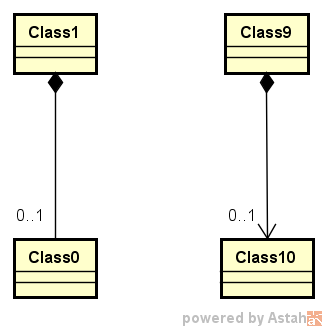 Class1
Class9
0..1
0..1
Class0
Class10
powered by Astah